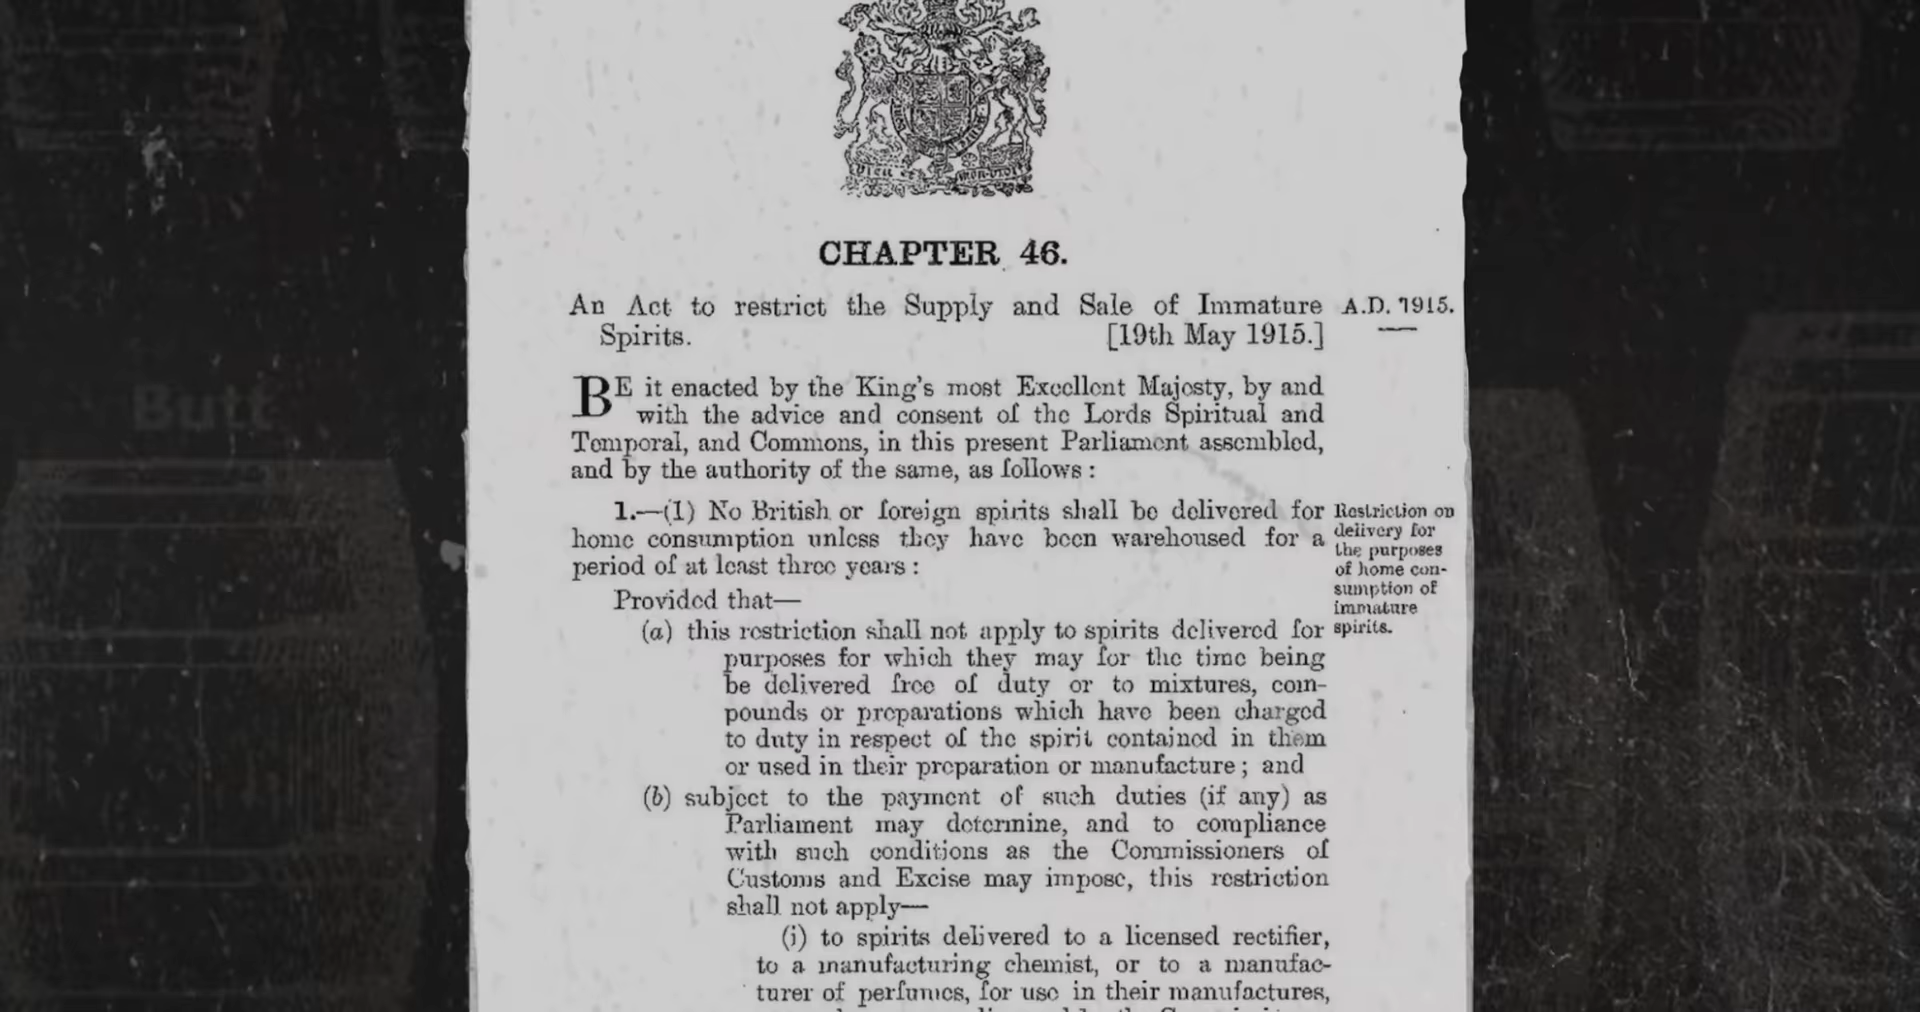 DIEU ET MON DROIT
CHAPTER 46.
An Act to restrict the Supply and Sale of Immature
Spirits. [19th May 1915.]
A.D. 1915.
BE it enacted by the King's most Excellent Majesty, by and
with the advice and consent of the Lords Spiritual and
Temporal, and Commons, in this present Parliament assembled,
and by the authority of the same, as follows:
1.—(1) No British or foreign spirits shall be delivered for
home consumption unless they have been warehoused for a
period of at least three years:
Restriction on
delivery for
the purposes
of home con-
sumption of
immature
spirits.
Provided that—
(a) this restriction shall not apply to spirits delivered for
purposes for which they may for the time being
be delivered free of duty or to mixtures, com-
pounds or preparations which have been charged
to duty in respect of the spirit contained in them
or used in their preparation or manufacture; and
(b) subject to the payment of such duties (if any) as
Parliament may determine, and to compliance
with such conditions as the Commissioners of
Customs and Excise may impose, this restriction
shall not apply—
(i) to spirits delivered to a licensed rectifier,
to a manufacturing chemist, or to a manufac-
turer of perfumes, for use in their manufactures,
Butt